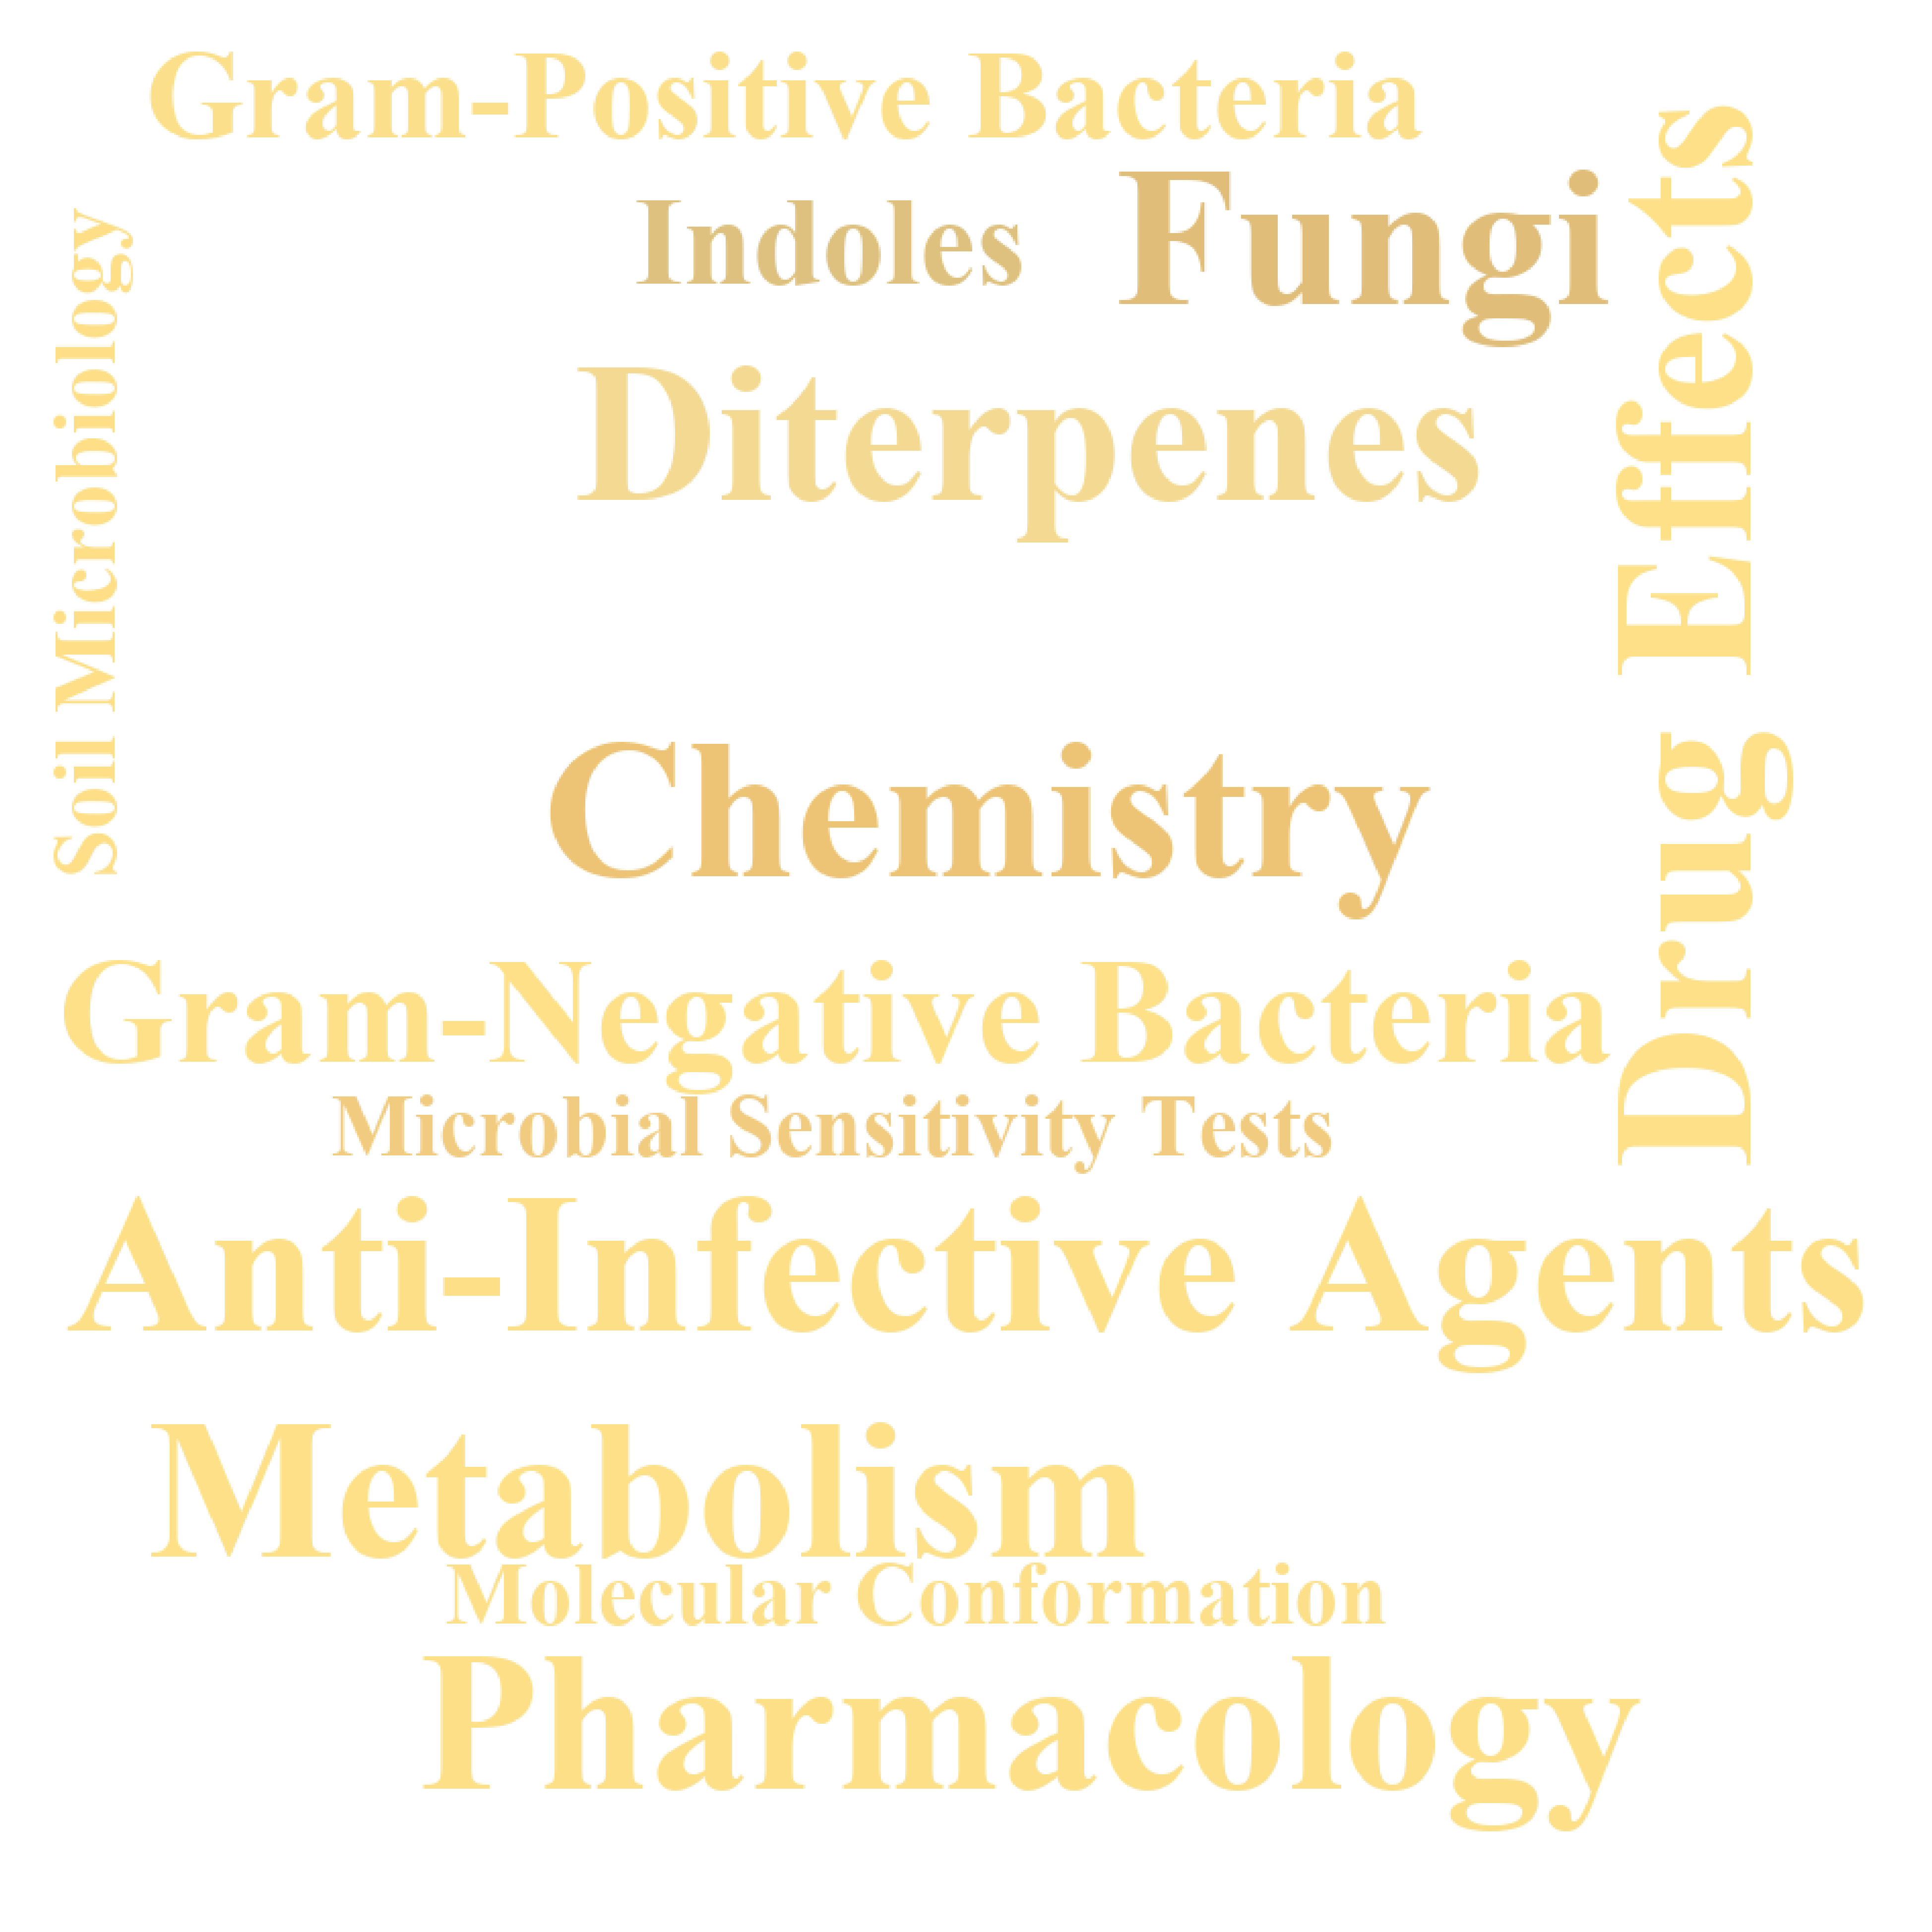 Gram-Positive Bacteria
Indoles
Fungi
Drug Effects
Soil Microbiology
Diterpenes
Chemistry
Gram-Negative Bacteria
Microbial Sensitivity Tests
Anti-Infective Agents
Metabolism
Molecular Conformation
Pharmacology